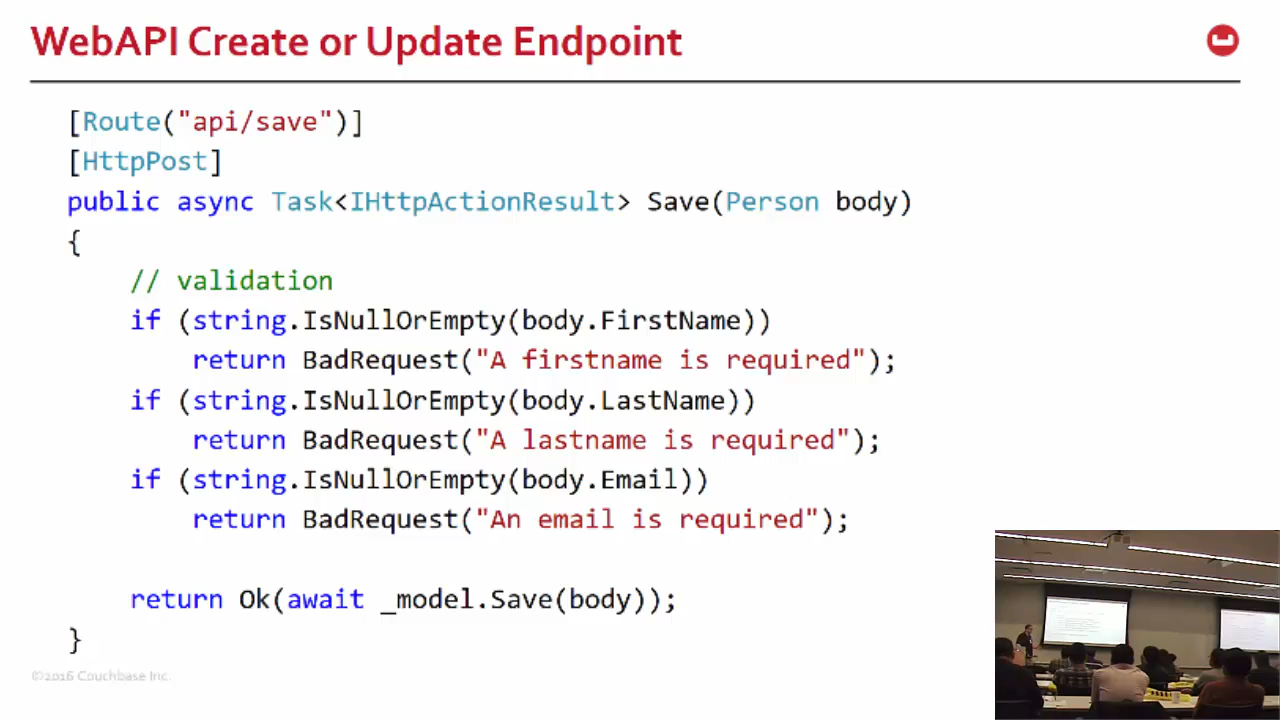 WebAPI Create or Update Endpoint
[Route("api/save")]
[HttpPost]
public async Task<IHttpActionResult> Save(Person body)
{
// validation
if (string.IsNullOrEmpty(body.FirstName))
return BadRequest("A firstname is required");
if (string.IsNullOrEmpty(body.LastName))
return BadRequest("A lastname is required");
if (string.IsNullOrEmpty(body.Email))
return BadRequest("An email is required");
return Ok(await _model.Save(body));
}
©2016 Couchbase Inc.